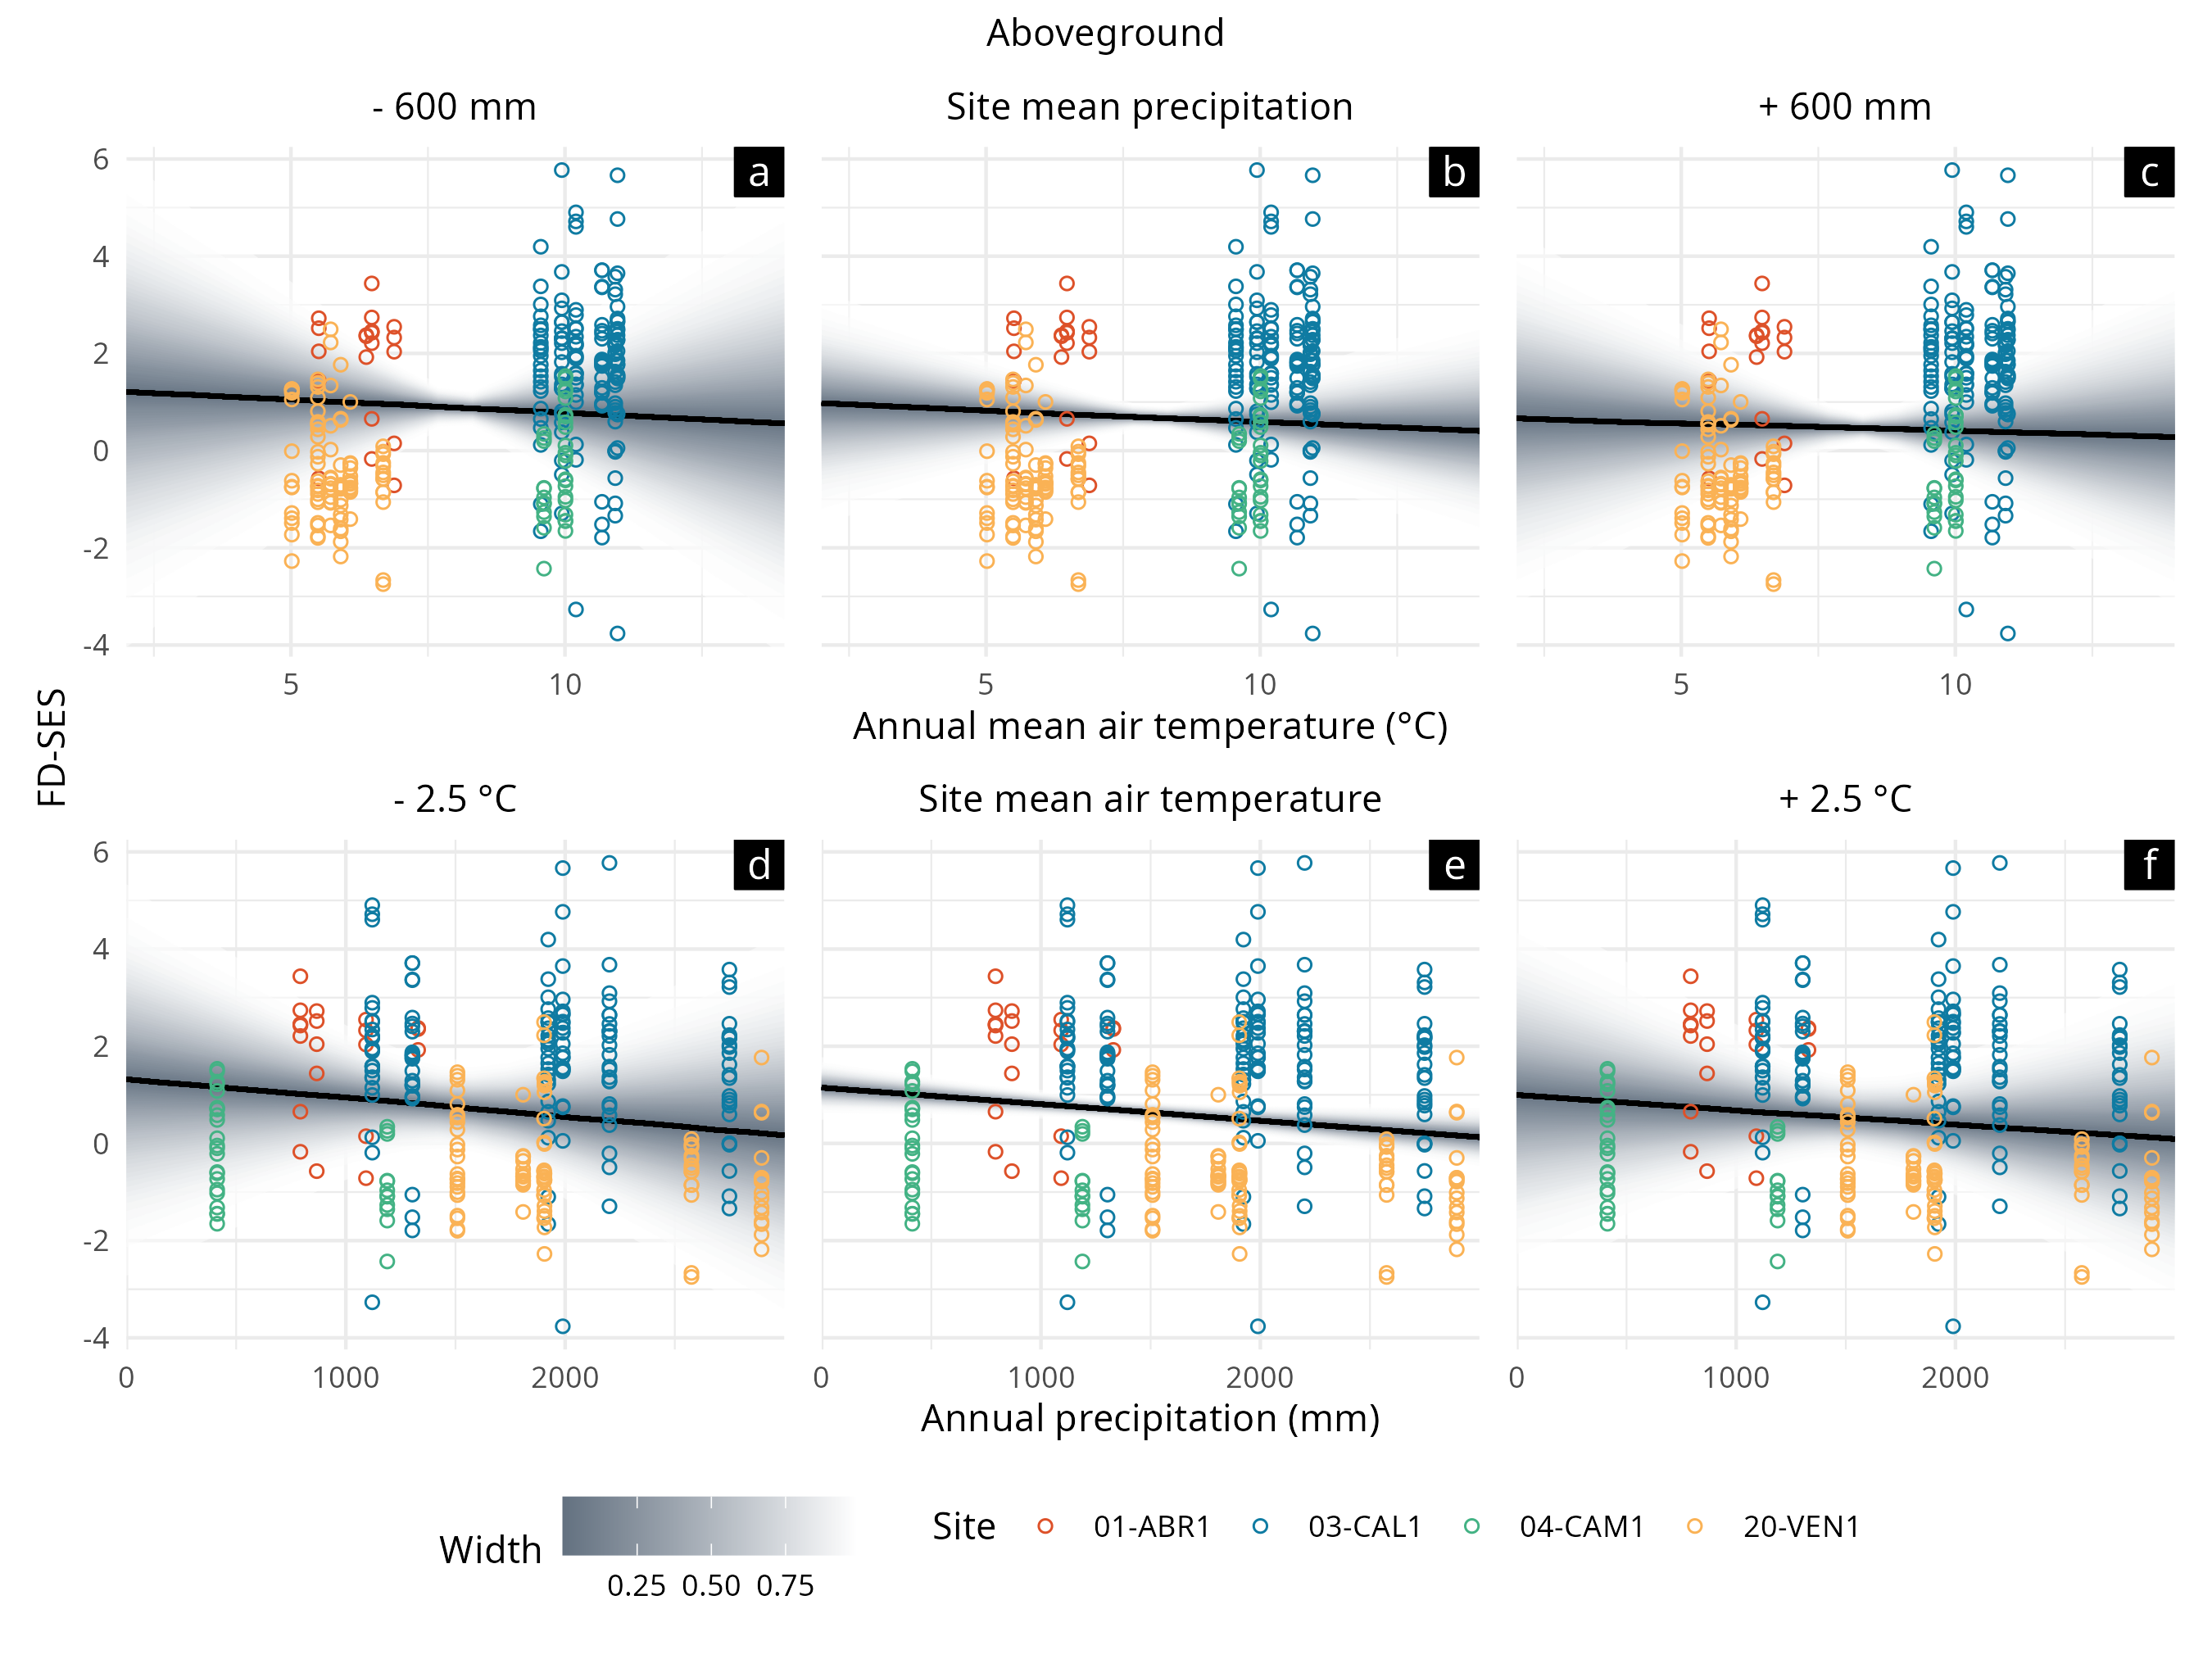 Aboveground
- 600 mm
Site mean precipitation
+ 600 mm
a
b
c
6
4
2
0
-2
-4
5 10
5 10
5 10
Annual mean air temperature (°C)
FD-SES
- 2.5 °C
Site mean air temperature
+ 2.5 °C
d
e
f
6
4
2
0
-2
-4
0 1000 2000
0 1000 2000
0 1000 2000
Annual precipitation (mm)
Width
0.25 0.50 0.75
Site 01-ABR1 03-CAL1 04-CAM1 20-VEN1